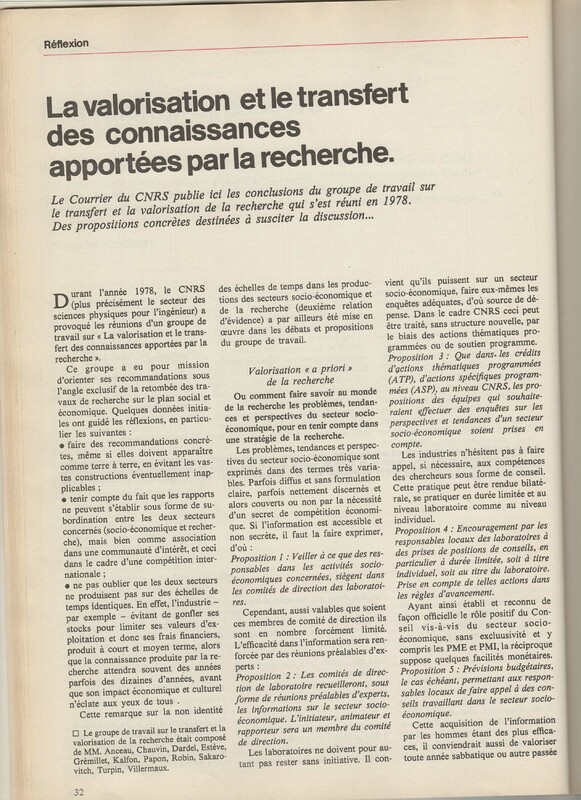 Réflexion
La valorisation et le transfert
des connaissances
apportées par la recherche.
Le Courrier du CNRS publie ici les conclusions du groupe de travail sur
le transfert et la valorisation de la recherche qui s'est réuni en 1978.
Des propositions concrètes destinées à susciter la discussion...
Durant l'année 1978, le CNRS
(plus précisément le secteur des
sciences physiques pour l'ingénieur) a
provoqué les réunions d'un groupe de
travail sur « La valorisation et le trans-
fert des connaissances apportées par la
recherche ».
Ce groupe a eu pour mission
d'orienter ses recommandations sous
l'angle exclusif de la retombée des tra-
vaux de recherche sur le plan social et
économique. Quelques données initia-
les ont guidé les réflexions, en particu-
lier les suivantes :
● faire des recommandations concrè-
tes, même si elles doivent apparaître
comme terre à terre, en évitant les vas-
tes constructions éventuellement inap-
plicables ;
● tenir compte du fait que les rapports
ne peuvent s'établir sous forme de su-
bordination entre les deux secteurs
concernés (socio-économique et recher-
che), mais bien comme association
dans une communauté d'intérêt, et ceci
dans le cadre d'une compétition inter-
nationale ;
● ne pas oublier que les deux secteurs
ne produisent pas sur des échelles de
temps identiques. En effet, l'industrie –
par exemple – évitant de gonfler ses
stocks pour limiter ses valeurs d'ex-
ploitation et donc ses frais financiers,
produit à court et moyen terme, alors
que la connaissance produite par la re-
cherche attendra souvent des années
parfois des dizaines d'années, avant
que son impact économique et culturel
n'éclate aux yeux de tous .
Cette remarque sur la non identité
□ Le groupe de travail sur le transfert et la
valorisation de la recherche était composé
de MM. Anceau, Chauvin, Dardel, Estève,
Grémillet, Kalfon, Papon, Robin, Sakaro-
vitch, Turpin, Villermaux.
32
des échelles de temps dans les produc-
tions des secteurs socio-économique et
de la recherche (deuxième relation
d'évidence) a par ailleurs été mise en
œuvre dans les débats et propositions
du groupe de travail.
Valorisation « a priori »
de la recherche
Ou comment faire savoir au monde
de la recherche les problèmes, tendan-
ces et perspectives du secteur socio-
économique, pour en tenir compte dans
une stratégie de la recherche.
Les problèmes, tendances et perspec-
tives du secteur socio-économique sont
exprimés dans des termes très varia-
bles. Parfois diffus et sans formulation
claire, parfois nettement discernés et
alors couverts ou non par la nécessité
d'un secret de compétition économi-
que. Si l'information est accessible et
non secrète, il faut la faire exprimer,
d'où :
Proposition 1 : Veiller à ce que des res-
ponsables dans les activités socio-
économiques concernées, siègent dans
les comités de direction des laboratoi-
res.
Cependant, aussi valables que soient
ces membres de comité de direction ils
sont en nombre forcément limité.
L'efficacité dans l'information sera ren-
forcée par des réunions préalables d'ex-
perts :
Proposition 2 : Les comités de direc-
tion de laboratoire recueilleront, sous
forme de réunions préalables d'experts,
les informations sur le secteur socio-
économique. L'initiateur, animateur et
rapporteur sera un membre du comité
de direction.
Les laboratoires ne doivent pour au-
tant pas rester sans initiative. Il con-
vient qu'ils puissent sur un secteur
socio-économique, faire eux-mêmes les
enquêtes adéquates, d'où source de dé-
pense. Dans le cadre CNRS ceci peut
être traité, sans structure nouvelle, par
le biais des actions thématiques pro-
grammées ou de soutien programme.
Proposition 3 : Que dans les crédits
d'actions thématiques programmées
(ATP), d'actions spécifiques program-
mées (ASP), au niveau CNRS, les pro-
positions des équipes qui souhaite-
raient effectuer des enquêtes sur les
perspectives et tendances d'un secteur
socio-économique soient prises en
compte.
Les industries n'hésitent pas à faire
appel, si nécessaire, aux compétences
des chercheurs sous forme de conseil.
Cette pratique peut être rendue bilaté-
rale, se pratiquer en durée limitée et au
niveau laboratoire comme au niveau
individuel.
Proposition 4 : Encouragement par les
responsables locaux des laboratoires à
des prises de positions de conseils, en
particulier à durée limitée, soit à titre
individuel, soit au titre du laboratoire.
Prise en compte de telles actions dans
les règles d'avancement.
Ayant ainsi établi et reconnu de
façon officielle le rôle positif du Con-
seil vis-à-vis du secteur socio-
économique, sans excluusivité et y
compris les PME et PMI, la réciproque
suppose quelques facilités monétaires.
Proposition 5 : Prévisions budgétaires,
le cas échéant, permettant aux respon-
sables locaux de faire appel à des con-
seils travaillant dans le secteur socio-
économique.
Cette acquisition de l'information
par les hommes étant des plus effica-
ces, il conviendrait aussi de valoriser
toute année sabbatique ou autre passée